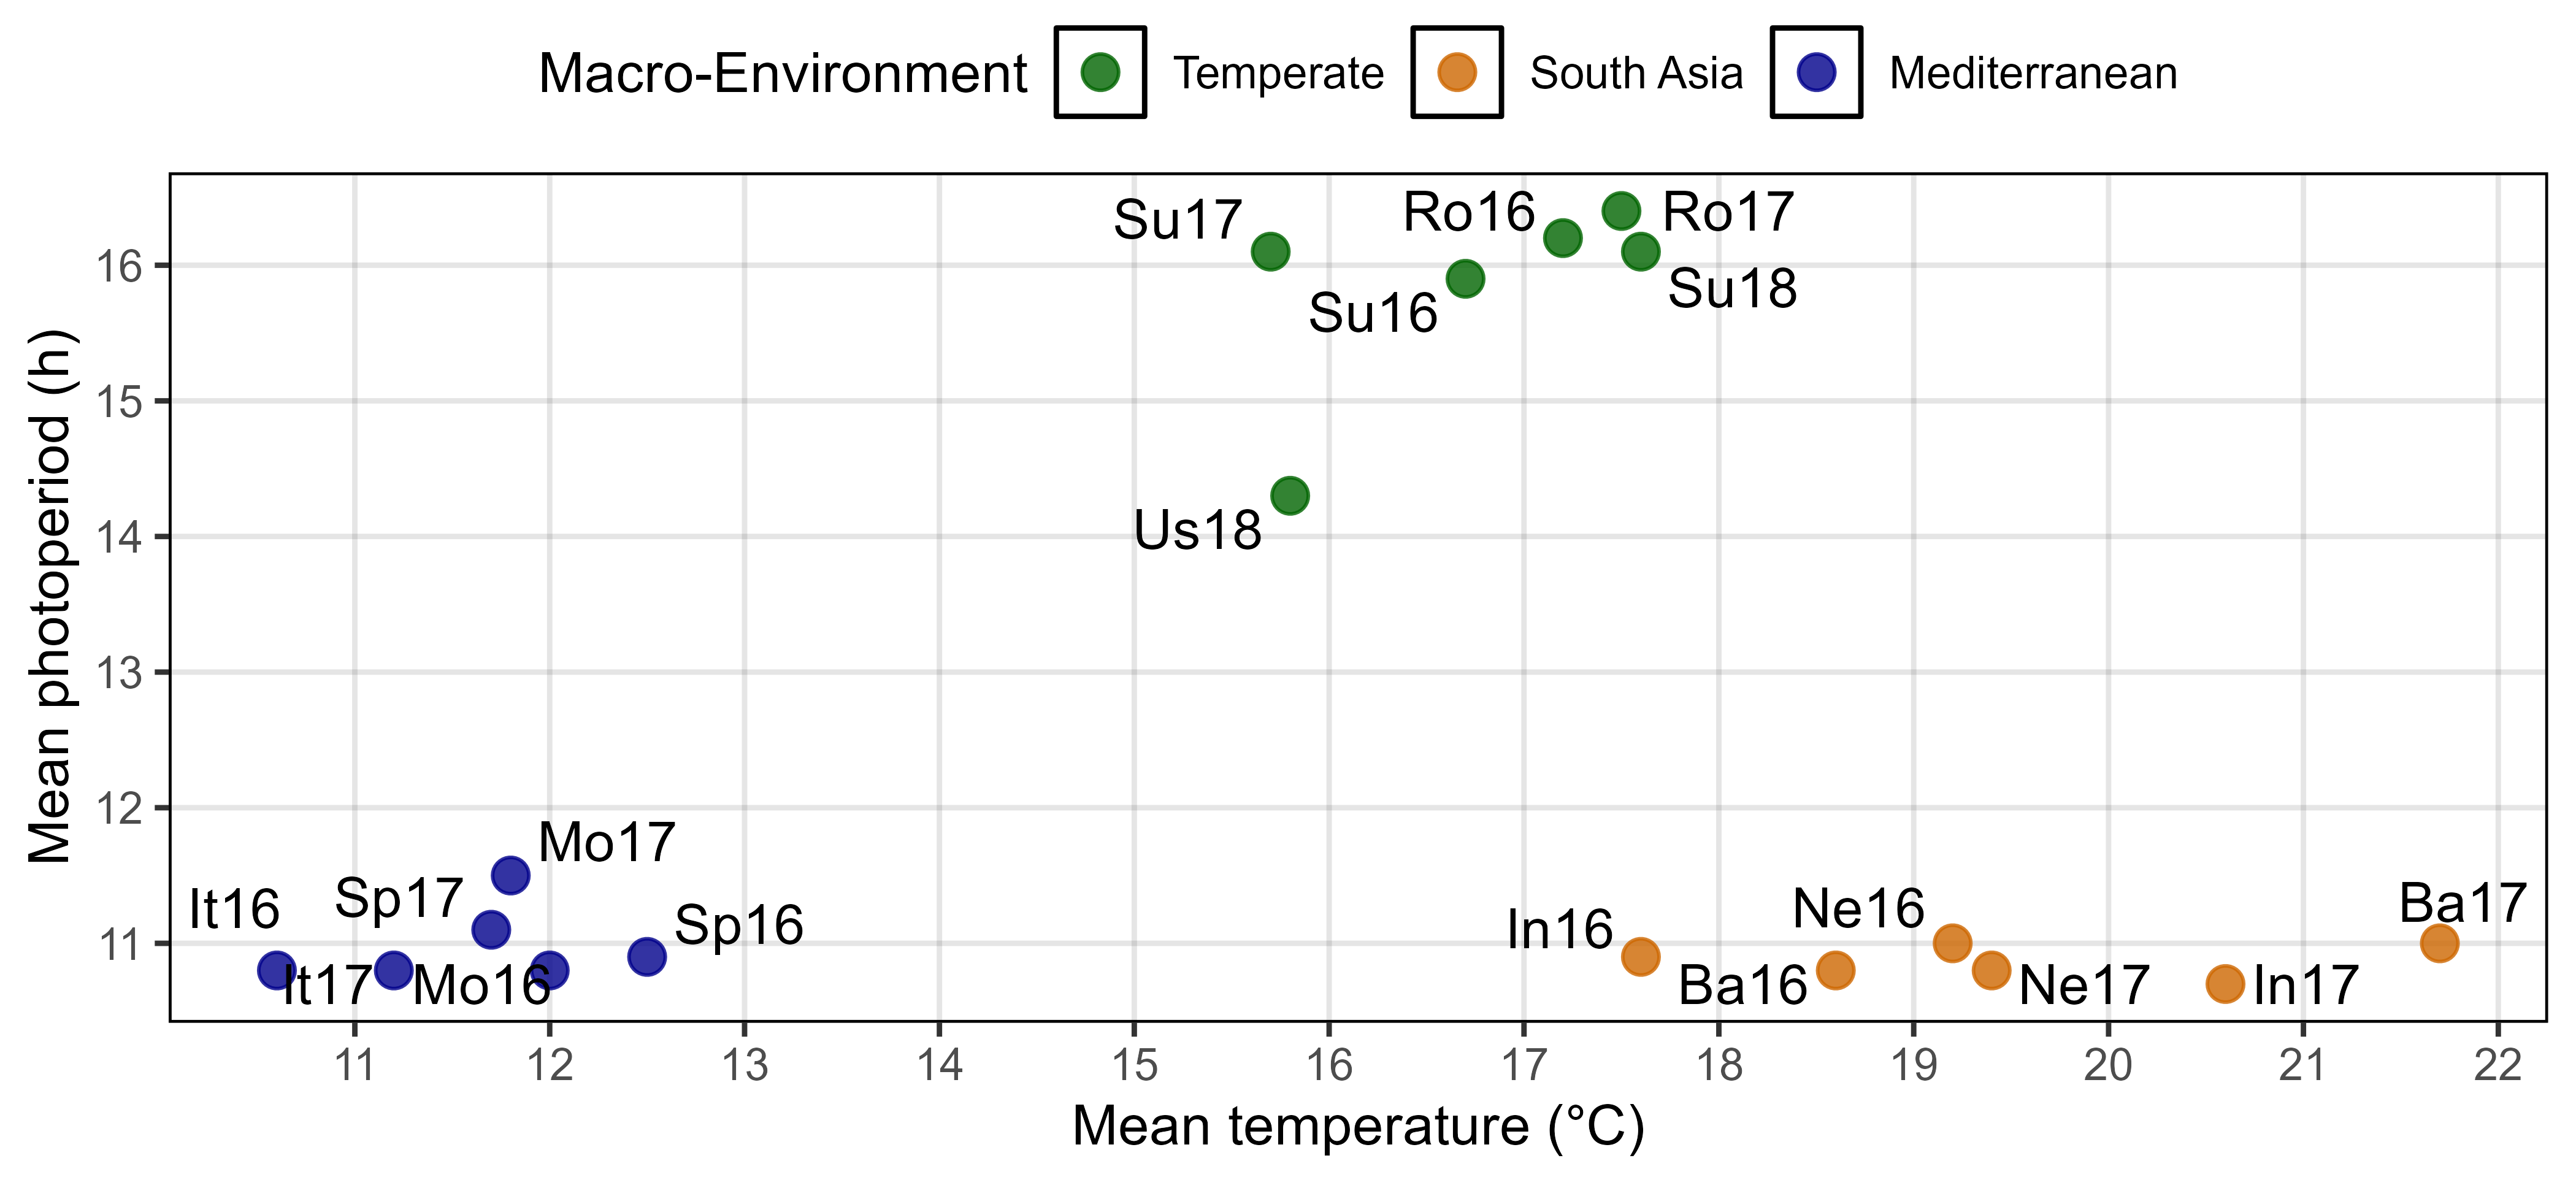 Macro-Environment Temperate South Asia Mediterranean
Su17 Ro16 Ro17
Su16 Su18
Us18
Mo17
It16 Sp17 Sp16
It17 Mo16
In16 Ne16 Ba17
Ba16 Ne17 In17
16
15
14
13
12
11
Mean photoperiod (h)
11 12 13 14 15 16 17 18 19 20 21 22
Mean temperature (°C)